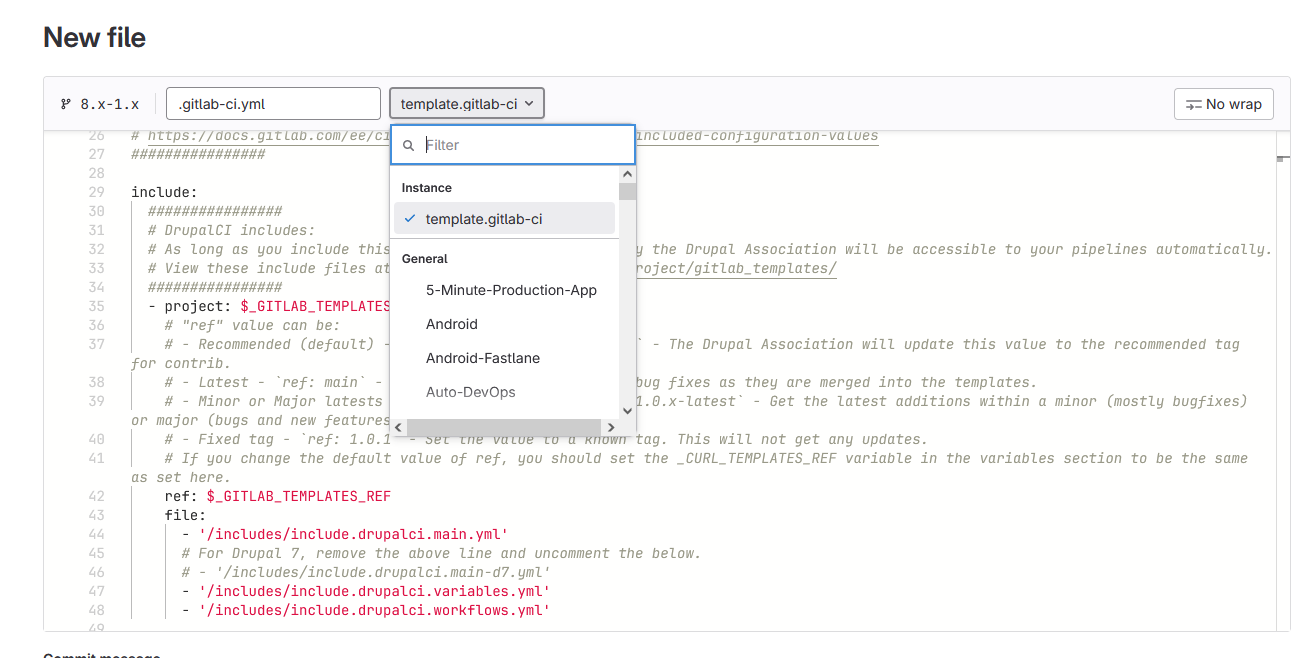 New file
8.x-1.x
.gitlab-ci.yml
template.gitlab-ci
No wrap
Filter
Instance
template.gitlab-ci
General
5-Minute-Production-App
Android
Android-Fastlane
Auto-DevOps
26 # https://docs.gitlab.com/ee/ci included-configuration-values
27 ################
28
29 include:
30 ################
31 # DrupalCI includes:
32 # As long as you include this y the Drupal Association will be accessible to your pipelines automatically.
33 # View these include files at roject/gitlab_templates/
34 ################
35 - project: $_GITLAB_TEMPLATES
36 # "ref" value can be:
37 # - Recommended (default) - ` - The Drupal Association will update this value to the recommended tag
for contrib.
38 # - Latest - `ref: main` - bug fixes as they are merged into the templates.
39 # - Minor or Major latests 1.0.x-latest` - Get the latest additions within a minor (mostly bugfixes)
or major (bugs and new features
40 # - Fixed tag - `ref: 1.0.1` - Set the value to a known tag. This will not get any updates.
41 # If you change the default value of ref, you should set the _CURL_TEMPLATES_REF variable in the variables section to be the same
as set here.
42 ref: $_GITLAB_TEMPLATES_REF
43 file:
44 - '/includes/include.drupalci.main.yml'
45 # For Drupal 7, remove the above line and uncomment the below.
46 # - '/includes/include.drupalci.main-d7.yml'
47 - '/includes/include.drupalci.variables.yml'
48 - '/includes/include.drupalci.workflows.yml'
49
Commit message